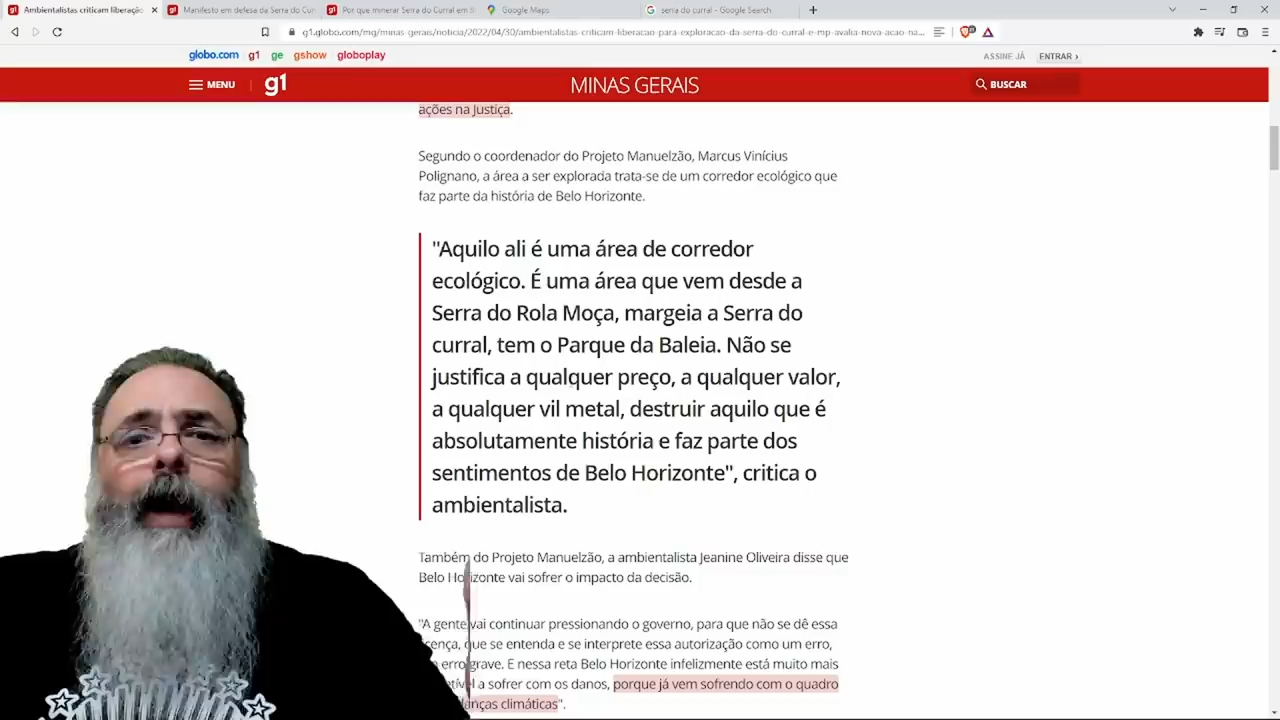 Ambientalistas criticam liberação
Manifesto em defesa da Serra do Cur
Por que minerar Serra do Curral em S
Google Maps
serra do curral - Google Search
g1.globo.com/mg/minas-gerais/noticia/2022/04/30/ambientalistas-criticam-liberacao-para-exploracao-da-serra-do-curral-e-mp-avalia-nova-acao-na...
globo.com g1 ge gshow globoplay
ASSINE JÁ
ENTRAR ›
MENU
g1
MINAS GERAIS
BUSCAR
ações na Justiça.
Segundo o coordenador do Projeto Manuelzão, Marcus Vinícius
Polignano, a área a ser explorada trata-se de um corredor ecológico que
faz parte da história de Belo Horizonte.
"Aquilo ali é uma área de corredor
ecológico. É uma área que vem desde a
Serra do Rola Moça, margeia a Serra do
curral, tem o Parque da Baleia. Não se
justifica a qualquer preço, a qualquer valor,
a qualquer vil metal, destruir aquilo que é
absolutamente história e faz parte dos
sentimentos de Belo Horizonte", critica o
ambientalista.
Também do Projeto Manuelzão, a ambientalista Jeanine Oliveira disse que
Belo Horizonte vai sofrer o impacto da decisão.
"A gente vai continuar pressionando o governo, para que não se dê essa
icença, que se entenda e se interprete essa autorização como um erro,
erro grave. E nessa reta Belo Horizonte infelizmente está muito mais
a sofrer com os danos, porque já vem sofrendo com o quadro
danças climáticas".